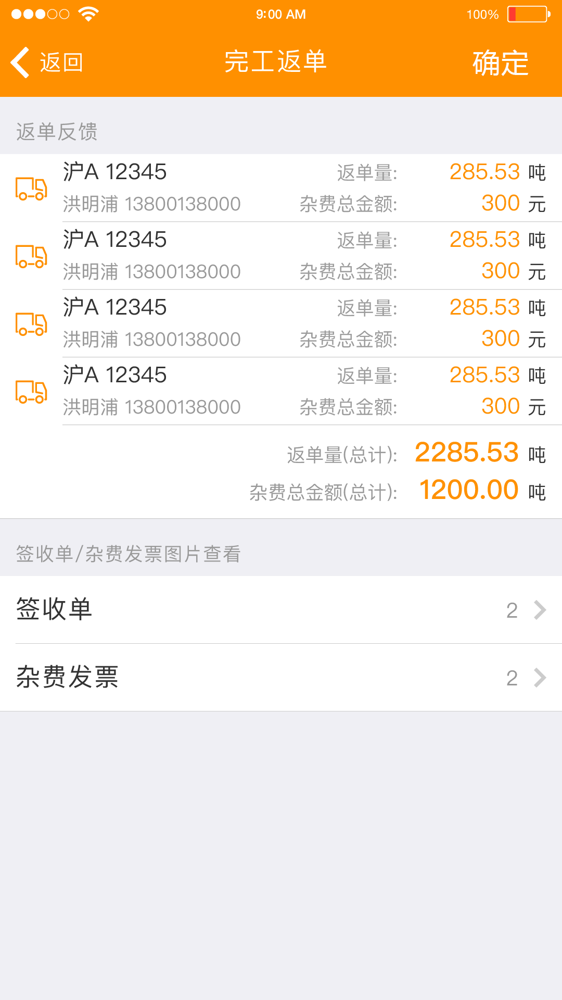 9:00 AM 100%
返回 完工返单 确定
返单反馈
沪A 12345 返单量: 285.53 吨
洪明浦 13800138000 杂费总金额: 300 元
沪A 12345 返单量: 285.53 吨
洪明浦 13800138000 杂费总金额: 300 元
沪A 12345 返单量: 285.53 吨
洪明浦 13800138000 杂费总金额: 300 元
沪A 12345 返单量: 285.53 吨
洪明浦 13800138000 杂费总金额: 300 元
返单量(总计): 2285.53 吨
杂费总金额(总计): 1200.00 吨
签收单/杂费发票图片查看
签收单 2
杂费发票 2